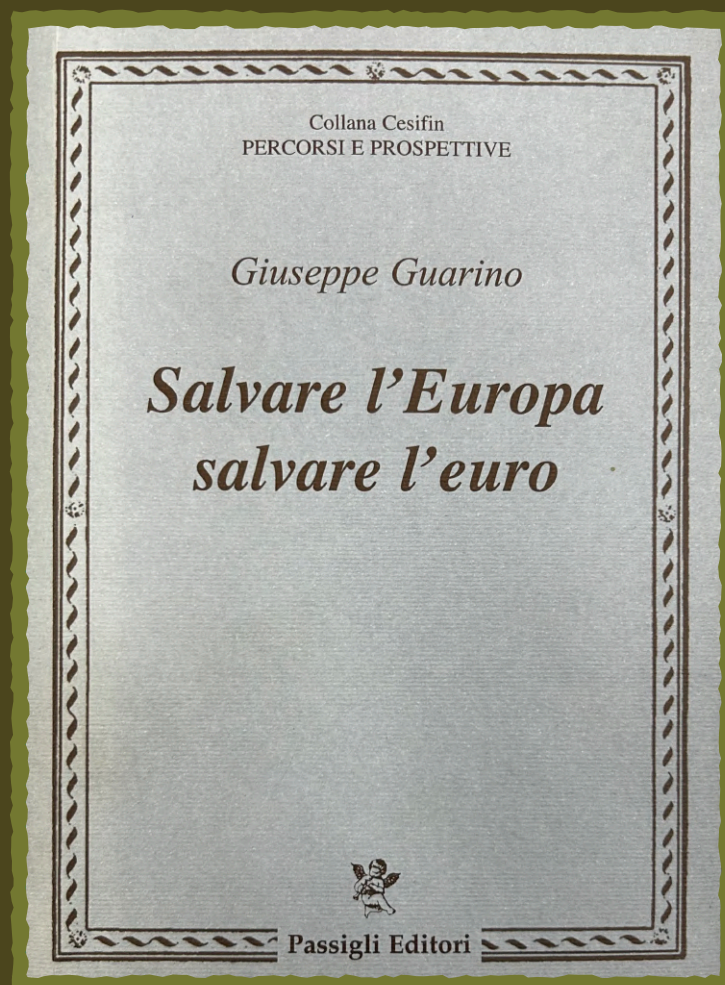 Collana Cesifin
PERCORSI E PROSPETTIVE
Giuseppe Guarino
Salvare l’Europa
salvare l’euro
Passigli Editori